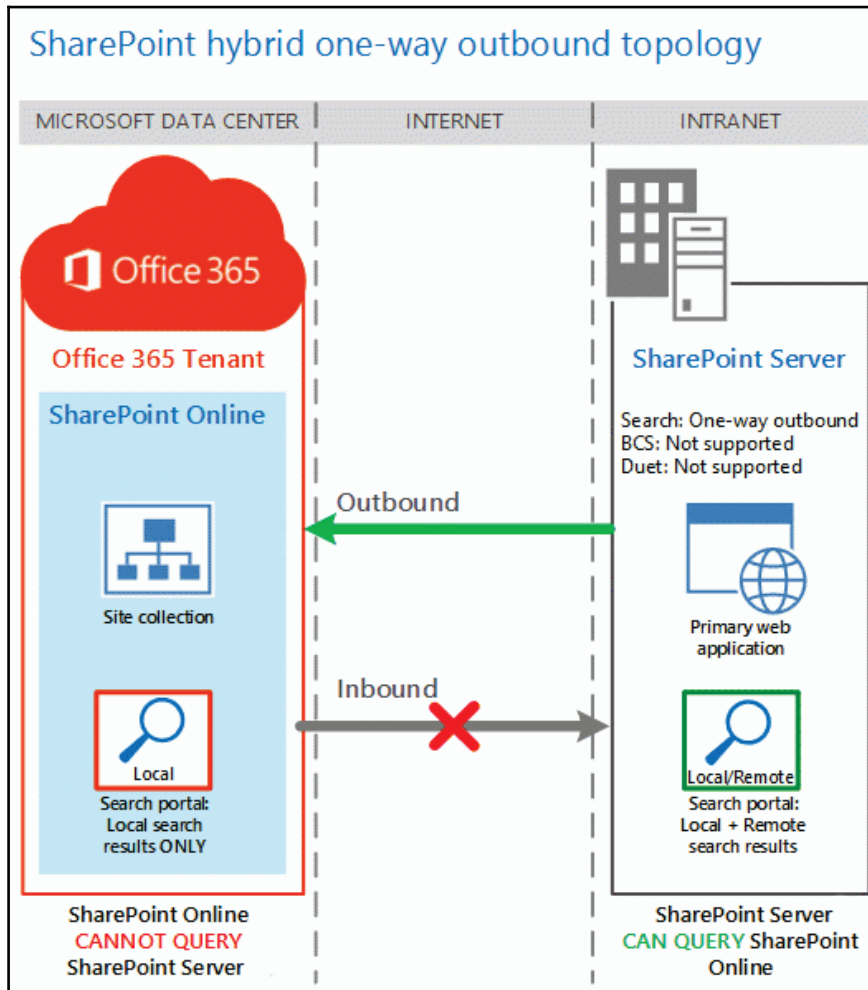 SharePoint hybrid one-way outbound topology
MICROSOFT DATA CENTER
INTERNET
INTRANET
Office 365
Office 365 Tenant
SharePoint Online
Site collection
Local
Search portal:
Local search
results ONLY
SharePoint Online
CANNOT QUERY
SharePoint Server
Outbound
Inbound
SharePoint Server
Search: One-way outbound
BCS: Not supported
Duet: Not supported
Primary web
application
Local/Remote
Search portal:
Local + Remote
search results
SharePoint Server
CAN QUERY SharePoint
Online